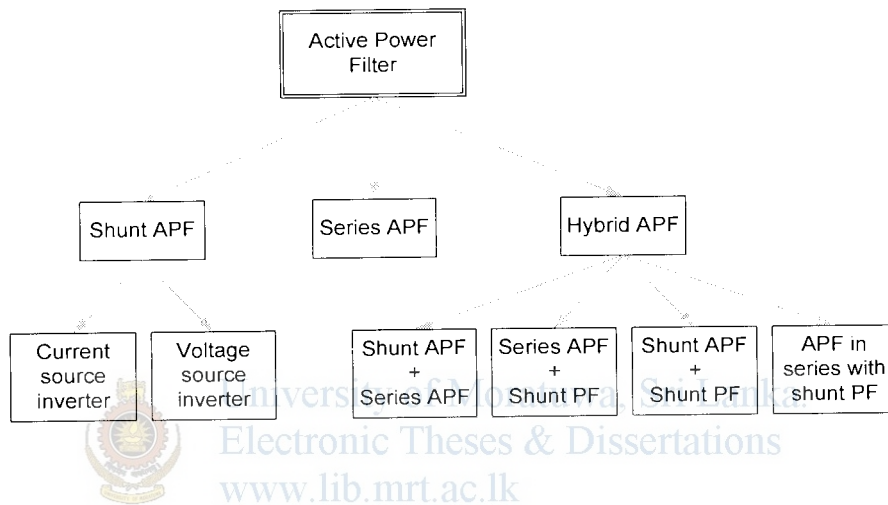 Active Power
Filter
Shunt APF
Series APF
Hybrid APF
Current
source
inverter
Voltage
source
inverter
Shunt APF
+
Series APF
Series APF
+
Shunt PF
Shunt APF
+
Shunt PF
APF in
series with
shunt PF
University of Moratuwa, Sri Lanka.
Electronic Theses & Dissertations
www.lib.mrt.ac.lk